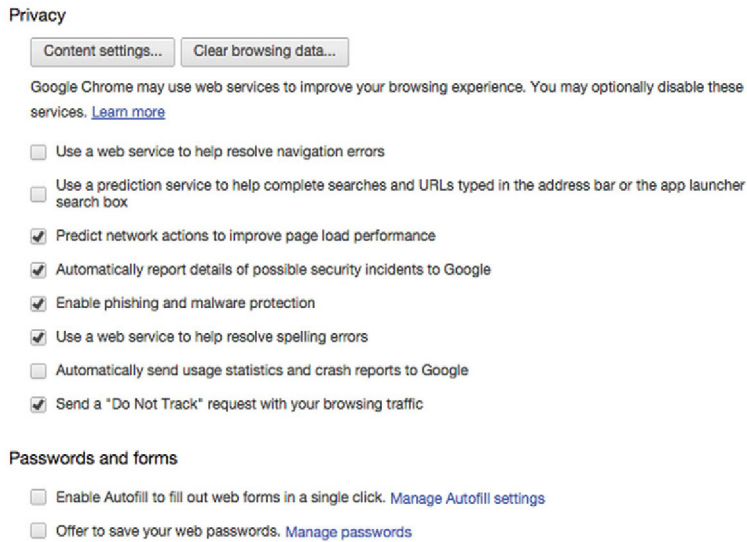 Privacy
Content settings... Clear browsing data...
Google Chrome may use web services to improve your browsing experience. You may optionally disable these
services. Learn more
Use a web service to help resolve navigation errors
Use a prediction service to help complete searches and URLs typed in the address bar or the app launcher
search box
Predict network actions to improve page load performance
Automatically report details of possible security incidents to Google
Enable phishing and malware protection
Use a web service to help resolve spelling errors
Automatically send usage statistics and crash reports to Google
Send a "Do Not Track" request with your browsing traffic
Passwords and forms
Enable Autofill to fill out web forms in a single click. Manage Autofill settings
Offer to save your web passwords. Manage passwords